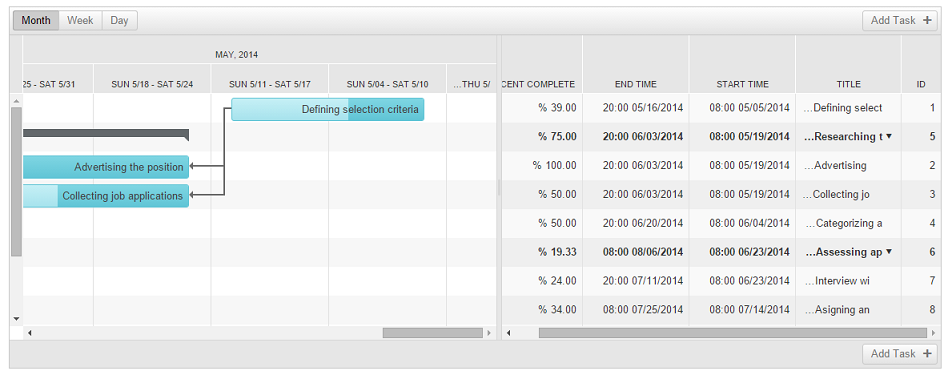 Month Week Day Add Task +
MAY, 2014
25 - SAT 5/31 SUN 5/18 - SAT 5/24 SUN 5/11 - SAT 5/17 SUN 5/04 - SAT 5/10 ...THU 5/ CENT COMPLETE END TIME START TIME TITLE ID
Defining selection criteria % 39.00 20:00 05/16/2014 08:00 05/05/2014 ...Defining select 1
% 75.00 20:00 06/03/2014 08:00 05/19/2014 ...Researching t 5
Advertising the position % 100.00 20:00 06/03/2014 08:00 05/19/2014 ...Advertising 2
Collecting job applications % 50.00 20:00 06/03/2014 08:00 05/19/2014 ...Collecting jo 3
% 50.00 20:00 06/20/2014 08:00 06/04/2014 ...Categorizing a 4
% 19.33 08:00 08/06/2014 08:00 06/23/2014 ...Assessing ap 6
% 24.00 20:00 07/11/2014 08:00 06/23/2014 ...Interview wi 7
% 34.00 08:00 07/25/2014 08:00 07/14/2014 ...Asigning an 8
Add Task +